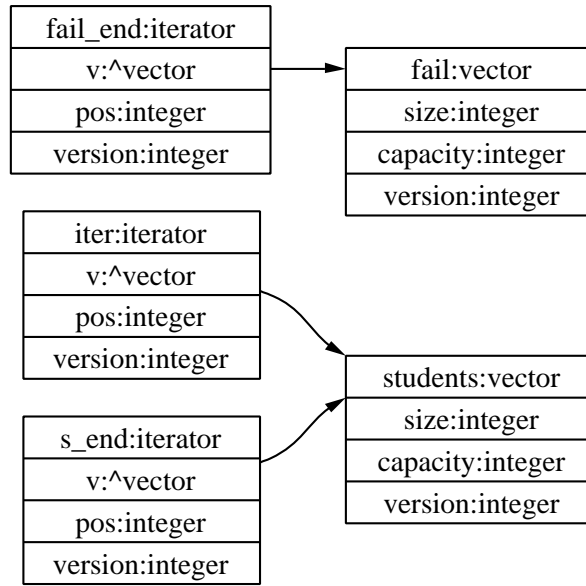 fail_end:iterator
v:^vector
pos:integer
version:integer
fail:vector
size:integer
capacity:integer
version:integer
iter:iterator
v:^vector
pos:integer
version:integer
students:vector
size:integer
capacity:integer
version:integer
s_end:iterator
v:^vector
pos:integer
version:integer